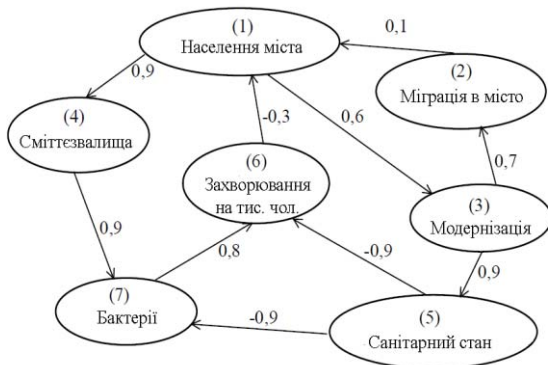 (1)
Населення міста
0,1
(2)
Міграція в місто
0,9
(4)
Сміттєзвалища
-0,3
0,6
0,7
(6)
Захворювання
на тис. чол.
(3)
Модернізація
0,9
0,8
-0,9
0,9
(7)
Бактерії
-0,9
(5)
Санітарний стан